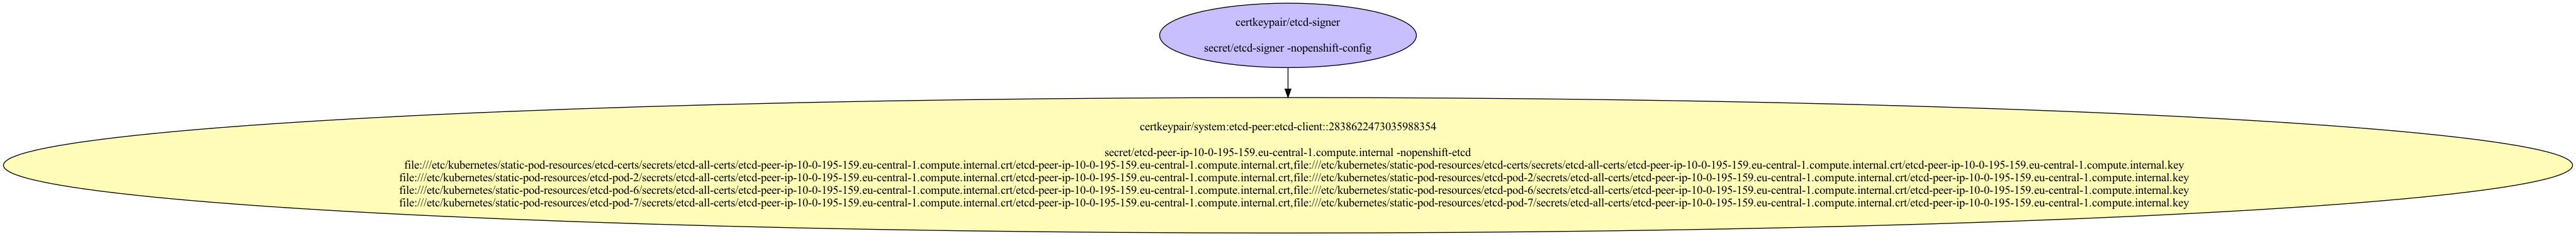 certkeypair/etcd-signer
secret/etcd-signer -nopenshift-config
certkeypair/system:etcd-peer:etcd-client::2838622473035988354
secret/etcd-peer-ip-10-0-195-159.eu-central-1.compute.internal -nopenshift-etcd
file:///etc/kubernetes/static-pod-resources/etcd-certs/secrets/etcd-all-certs/etcd-peer-ip-10-0-195-159.eu-central-1.compute.internal.crt/etcd-peer-ip-10-0-195-159.eu-central-1.compute.internal.crt,file:///etc/kubernetes/static-pod-resources/etcd-certs/secrets/etcd-all-certs/etcd-peer-ip-10-0-195-159.eu-central-1.compute.internal.crt/etcd-peer-ip-10-0-195-159.eu-central-1.compute.internal.key
file:///etc/kubernetes/static-pod-resources/etcd-pod-2/secrets/etcd-all-certs/etcd-peer-ip-10-0-195-159.eu-central-1.compute.internal.crt/etcd-peer-ip-10-0-195-159.eu-central-1.compute.internal.crt,file:///etc/kubernetes/static-pod-resources/etcd-pod-2/secrets/etcd-all-certs/etcd-peer-ip-10-0-195-159.eu-central-1.compute.internal.crt/etcd-peer-ip-10-0-195-159.eu-central-1.compute.internal.key
file:///etc/kubernetes/static-pod-resources/etcd-pod-6/secrets/etcd-all-certs/etcd-peer-ip-10-0-195-159.eu-central-1.compute.internal.crt/etcd-peer-ip-10-0-195-159.eu-central-1.compute.internal.crt,file:///etc/kubernetes/static-pod-resources/etcd-pod-6/secrets/etcd-all-certs/etcd-peer-ip-10-0-195-159.eu-central-1.compute.internal.crt/etcd-peer-ip-10-0-195-159.eu-central-1.compute.internal.key
file:///etc/kubernetes/static-pod-resources/etcd-pod-7/secrets/etcd-all-certs/etcd-peer-ip-10-0-195-159.eu-central-1.compute.internal.crt/etcd-peer-ip-10-0-195-159.eu-central-1.compute.internal.crt,file:///etc/kubernetes/static-pod-resources/etcd-pod-7/secrets/etcd-all-certs/etcd-peer-ip-10-0-195-159.eu-central-1.compute.internal.crt/etcd-peer-ip-10-0-195-159.eu-central-1.compute.internal.key